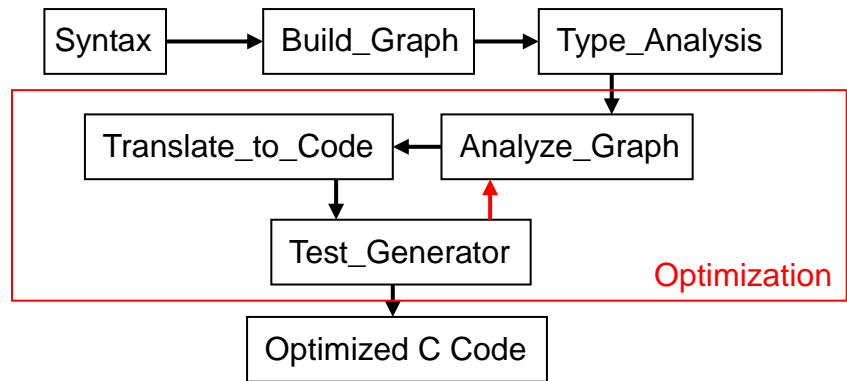 Syntax
Build_Graph
Type_Analysis
Translate_to_Code
Analyze_Graph
Test_Generator
Optimization
Optimized C Code